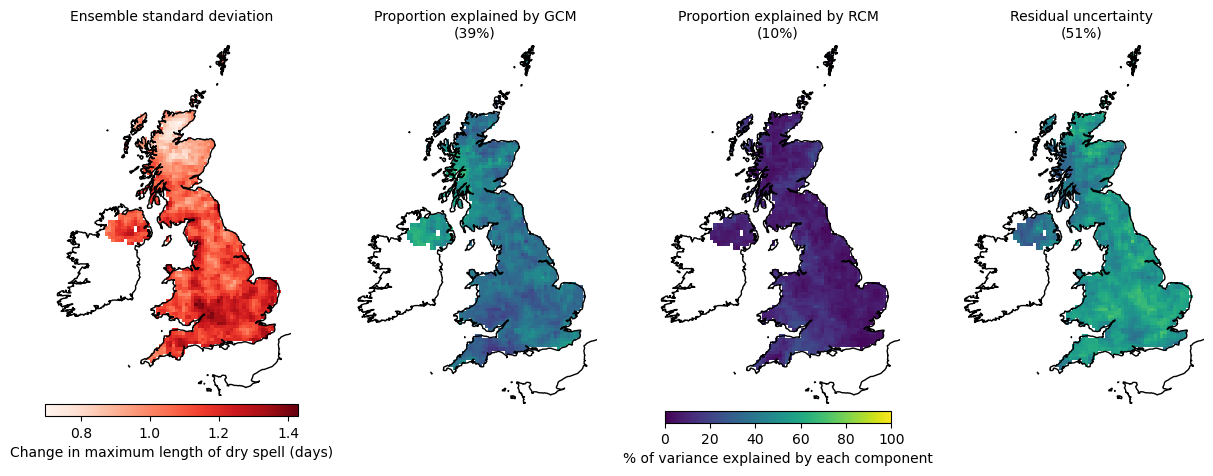 Ensemble standard deviation
Proportion explained by GCM
(39%)
Proportion explained by RCM
(10%)
Residual uncertainty
(51%)
0.8 1.0 1.2 1.4
Change in maximum length of dry spell (days)
0 20 40 60 80 100
% of variance explained by each component